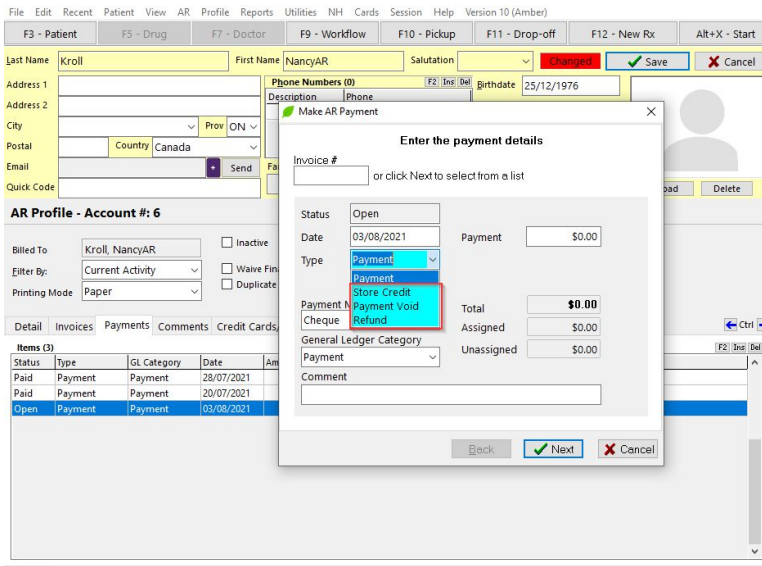 File Edit Recent Patient View AR Profile Reports Utilities NH Cards Session Help Version 10 (Amber)
F3 - Patient F5 - Drug F7 - Doctor F9 - Workflow F10 - Pickup F11 - Drop-off F12 - New Rx Alt+X - Start
Last Name Kroll First Name NancyAR Salutation Changed Save Cancel
Address 1 Phone Numbers (0) F2 Ins Del Birthdate 25/12/1976
Address 2 Description Phone
City Prov ON
Postal Country Canada
Email + Send
Quick Code Delete
Make AR Payment
Enter the payment details
Invoice #
or click Next to select from a list
Status Open
Date 03/08/2021 Payment $0.00
Type Payment
Payment
Store Credit
Payment Void
Refund
Total $0.00
Cheque Assigned $0.00
General Ledger Category Unassigned $0.00
Payment
Comment
Back Next Cancel
AR Profile - Account #: 6
Billed To Kroll, NancyAR Inactive
Filter By: Current Activity Waive
Printing Mode Paper Duplicate
Detail Invoices Payments Comments Credit Cards/ Ctrl
Items (3) F2 Ins Del
Status Type GL Category Date
Paid Payment Payment 28/07/2021
Paid Payment Payment 20/07/2021
Open Payment Payment 03/08/2021